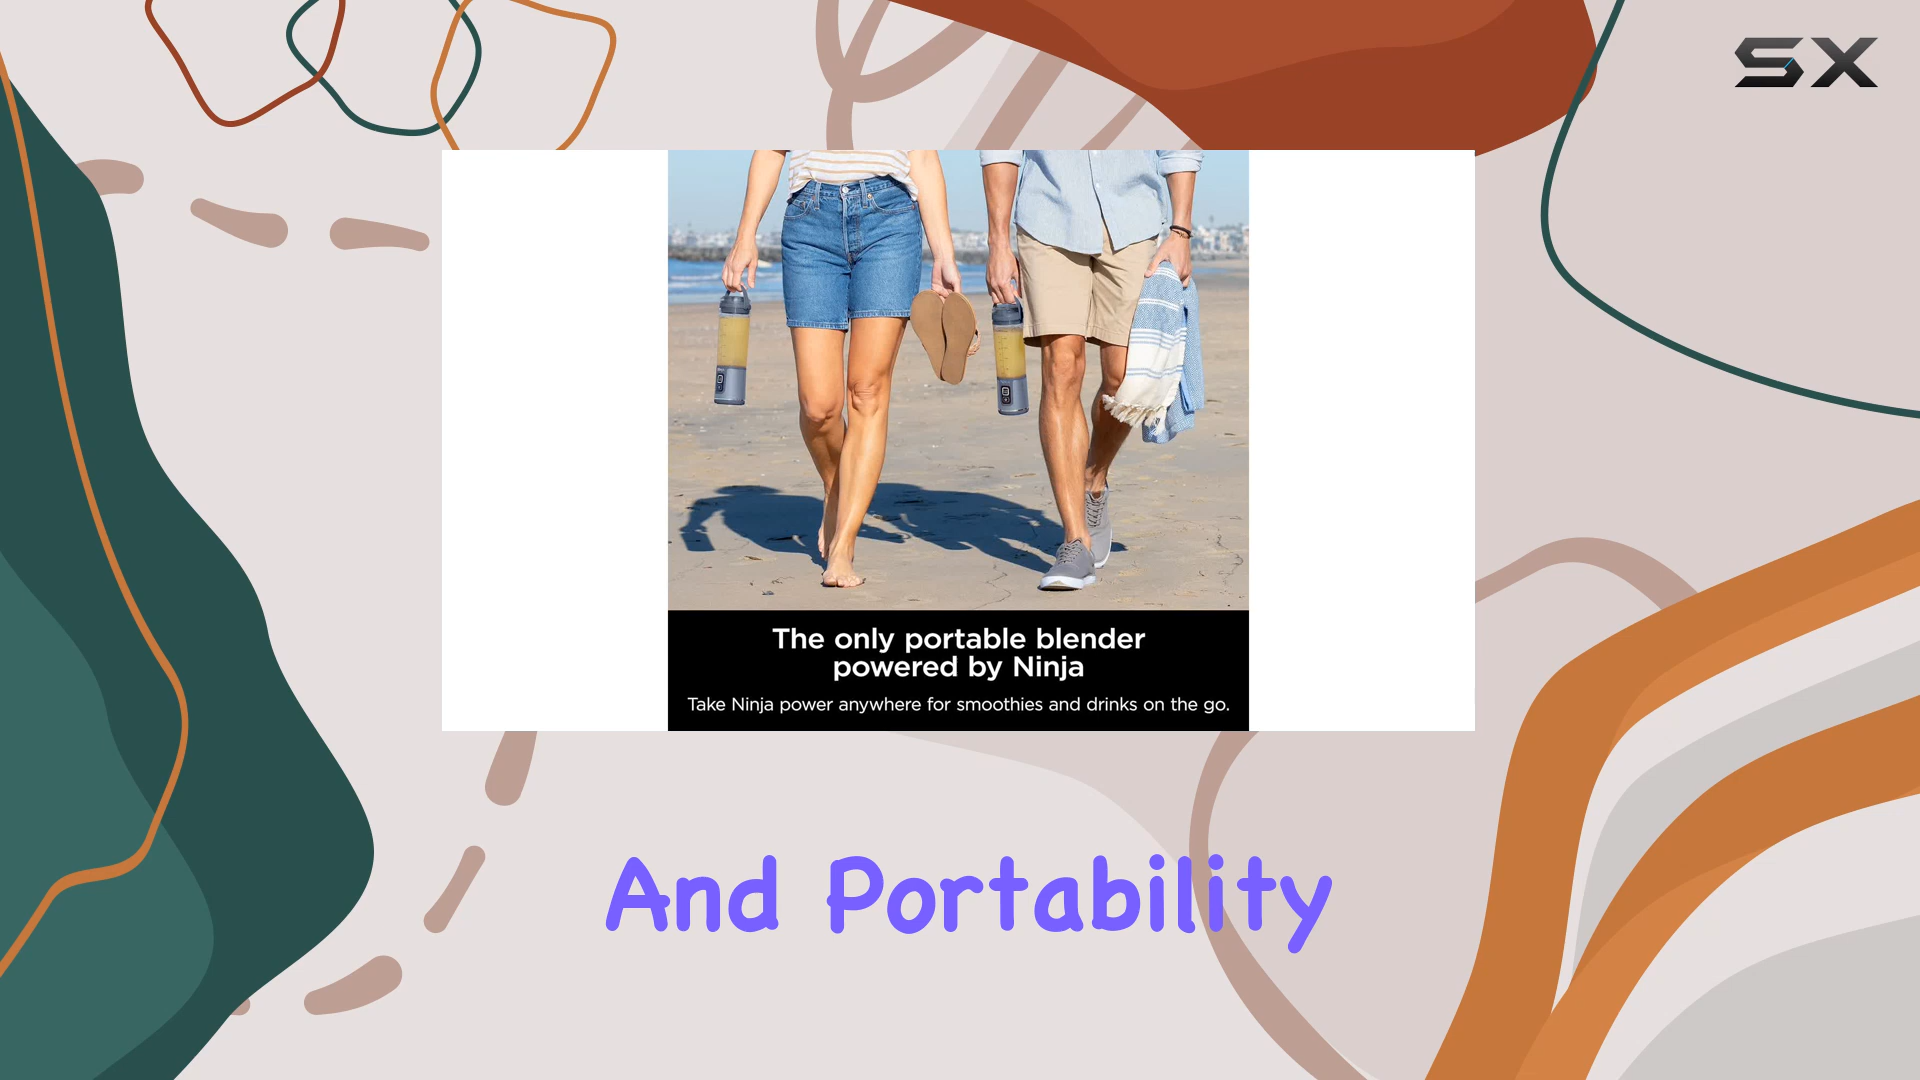 SX
The only portable blender
powered by Ninja
Take Ninja power anywhere for smoothies and drinks on the go.
And Portability